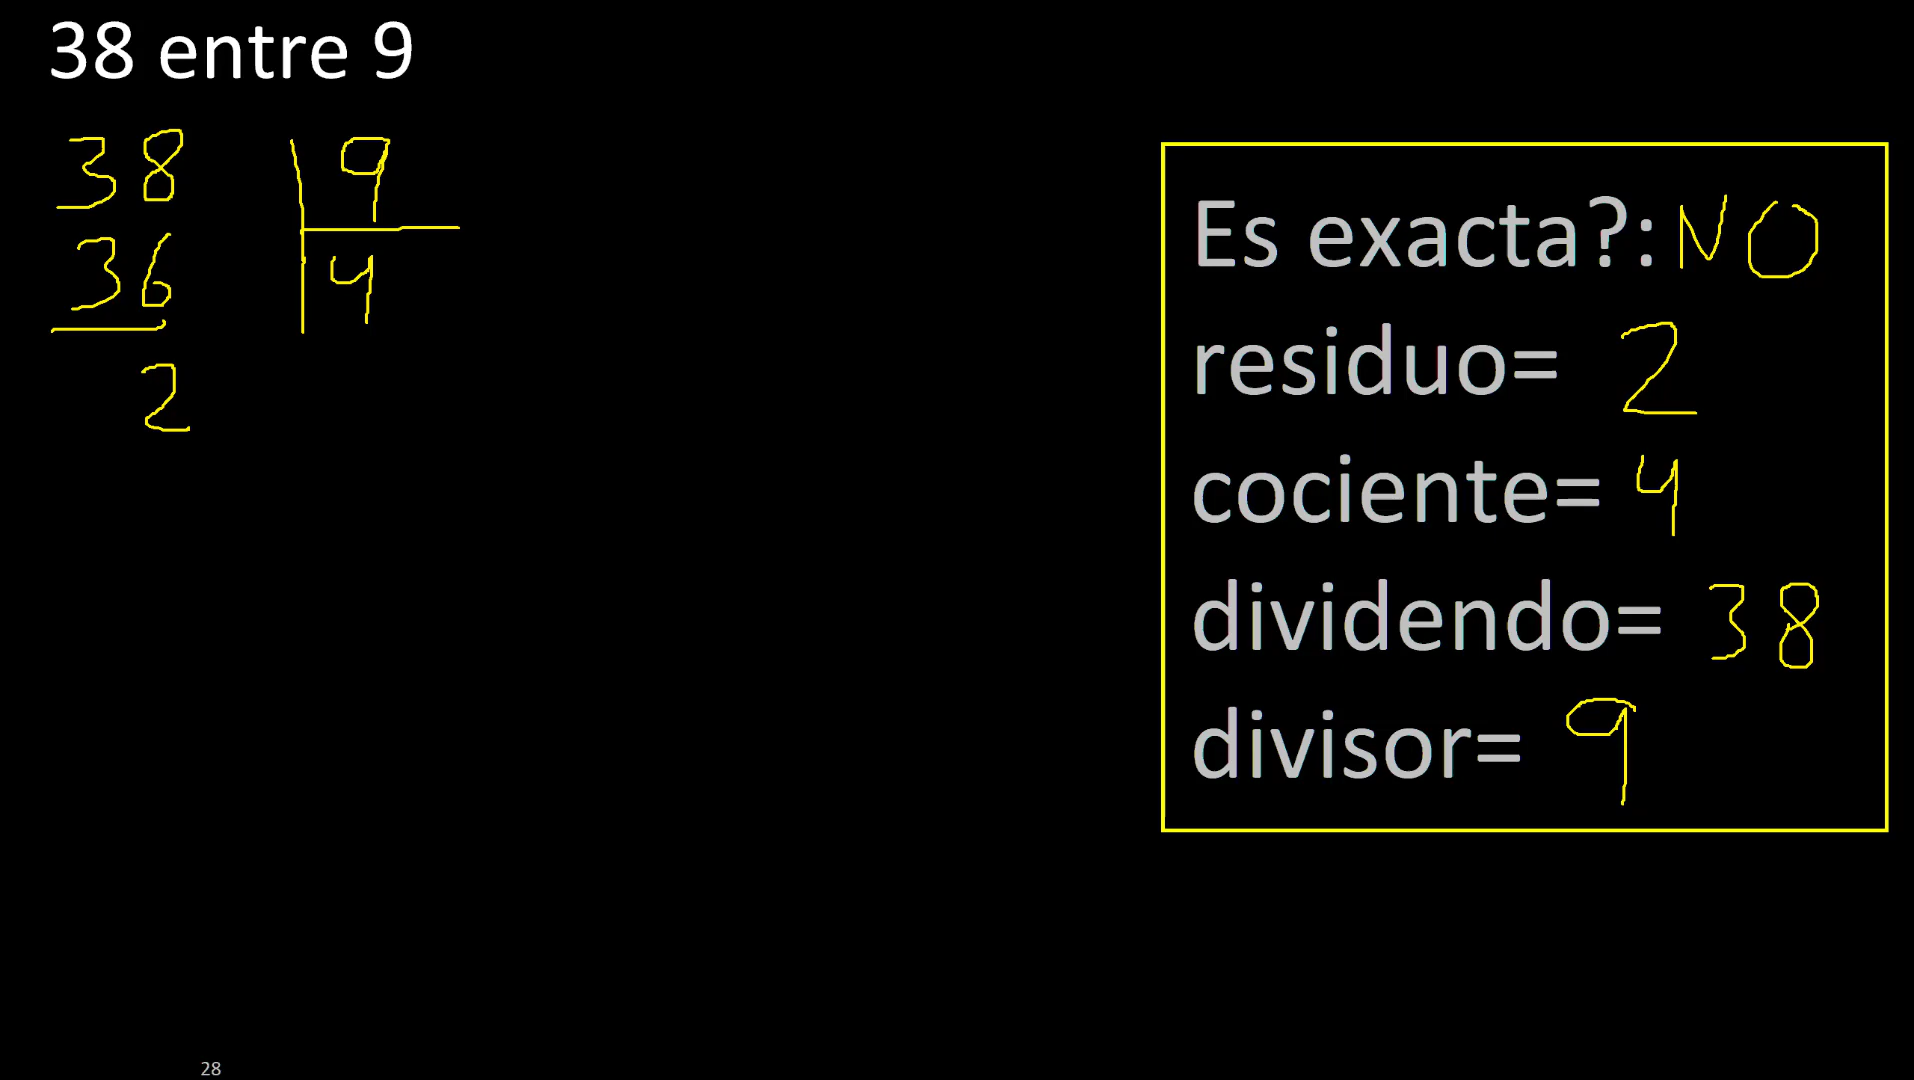 38 entre 9
38 9
36 4
2
Es exacta?: NO
residuo= 2
cociente= 4
dividendo= 38
divisor= 9
28